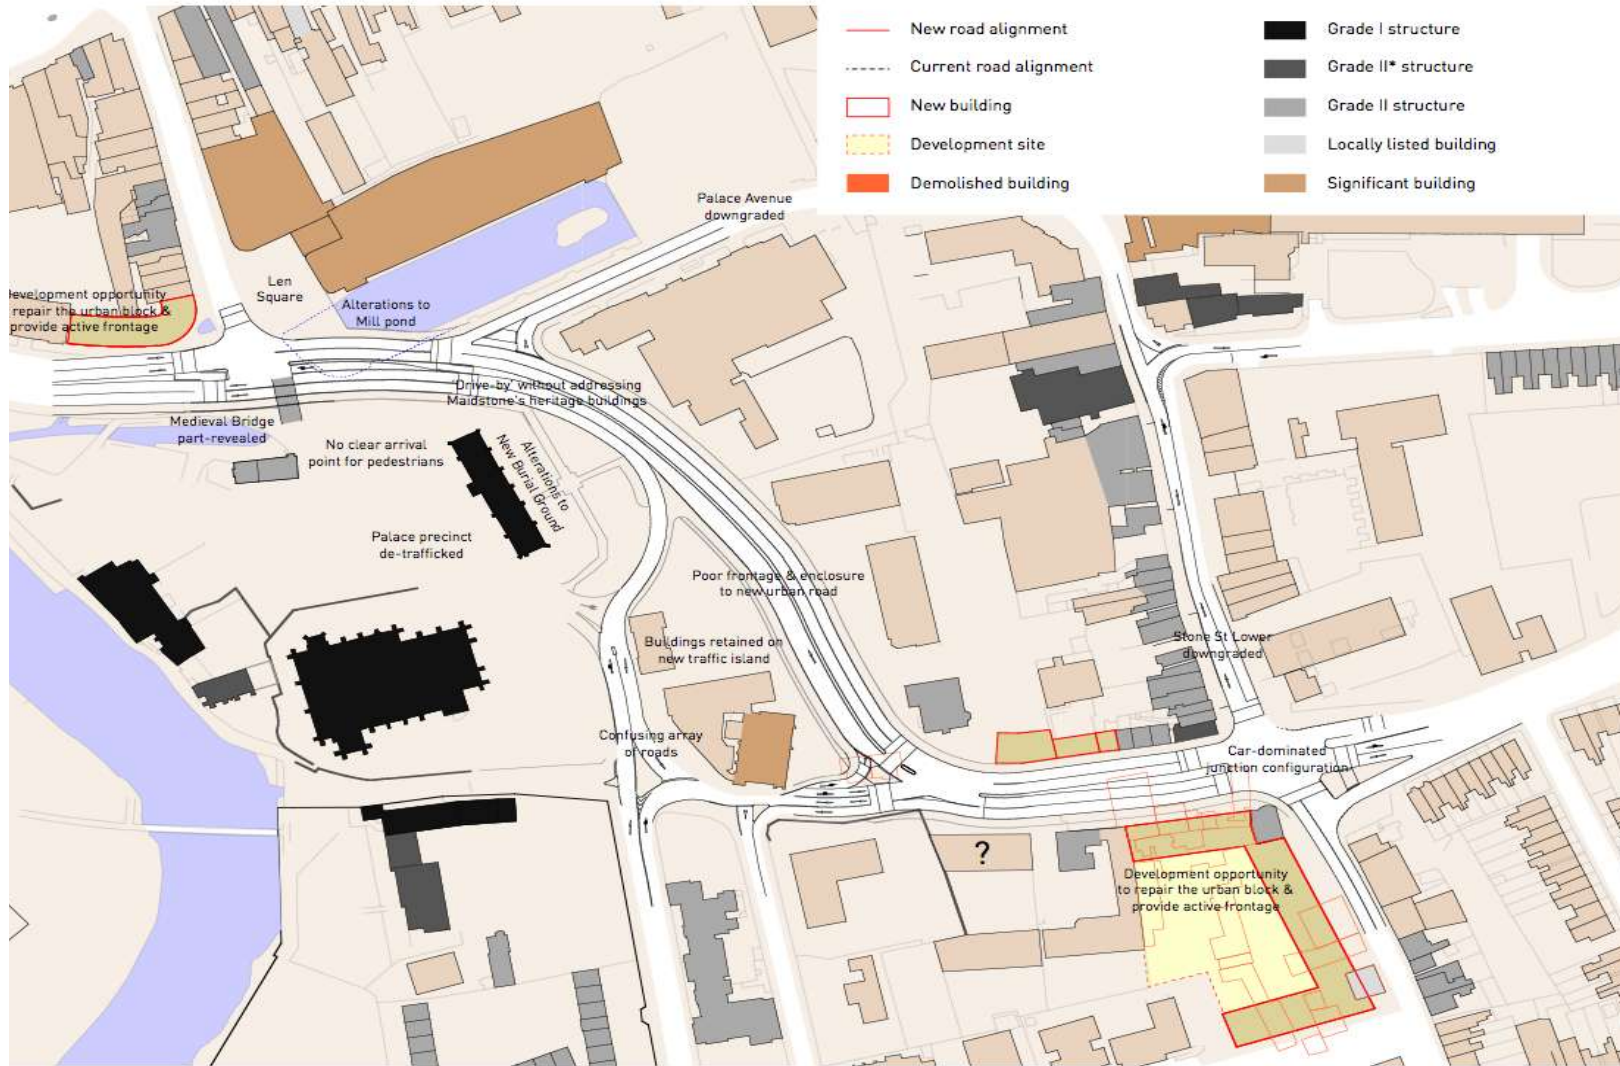 New road alignment
Current road alignment
New building
Development site
Demolished building
Grade I structure
Grade II* structure
Grade II structure
Locally listed building
Significant building
Palace Avenue
downgraded
Len
Square
Alterations to
Mill pond
development opportunity
repair the urban block &
provide active frontage
'Drive-by' without addressing
Maidstone's heritage buildings
Medieval Bridge
part-revealed
No clear arrival
point for pedestrians
Alterations to
New Burial Ground
Palace precinct
de-trafficked
Poor frontage & enclosure
to new urban road
Buildings retained on
new traffic island
Stone St Lower
downgraded
Confusing array
of roads
Car-dominated
junction configuration
?
Development opportunity
to repair the urban block &
provide active frontage